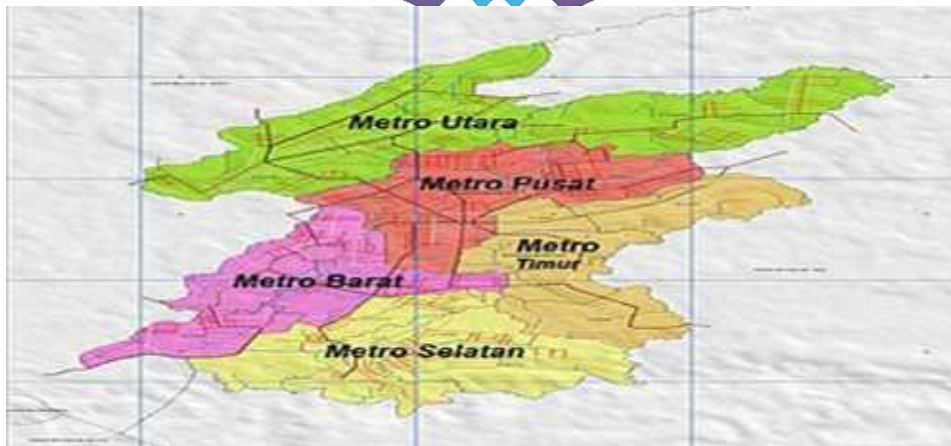 Metro Utara
Metro Pusat
Metro
Timur
Metro Barat
Metro Selatan